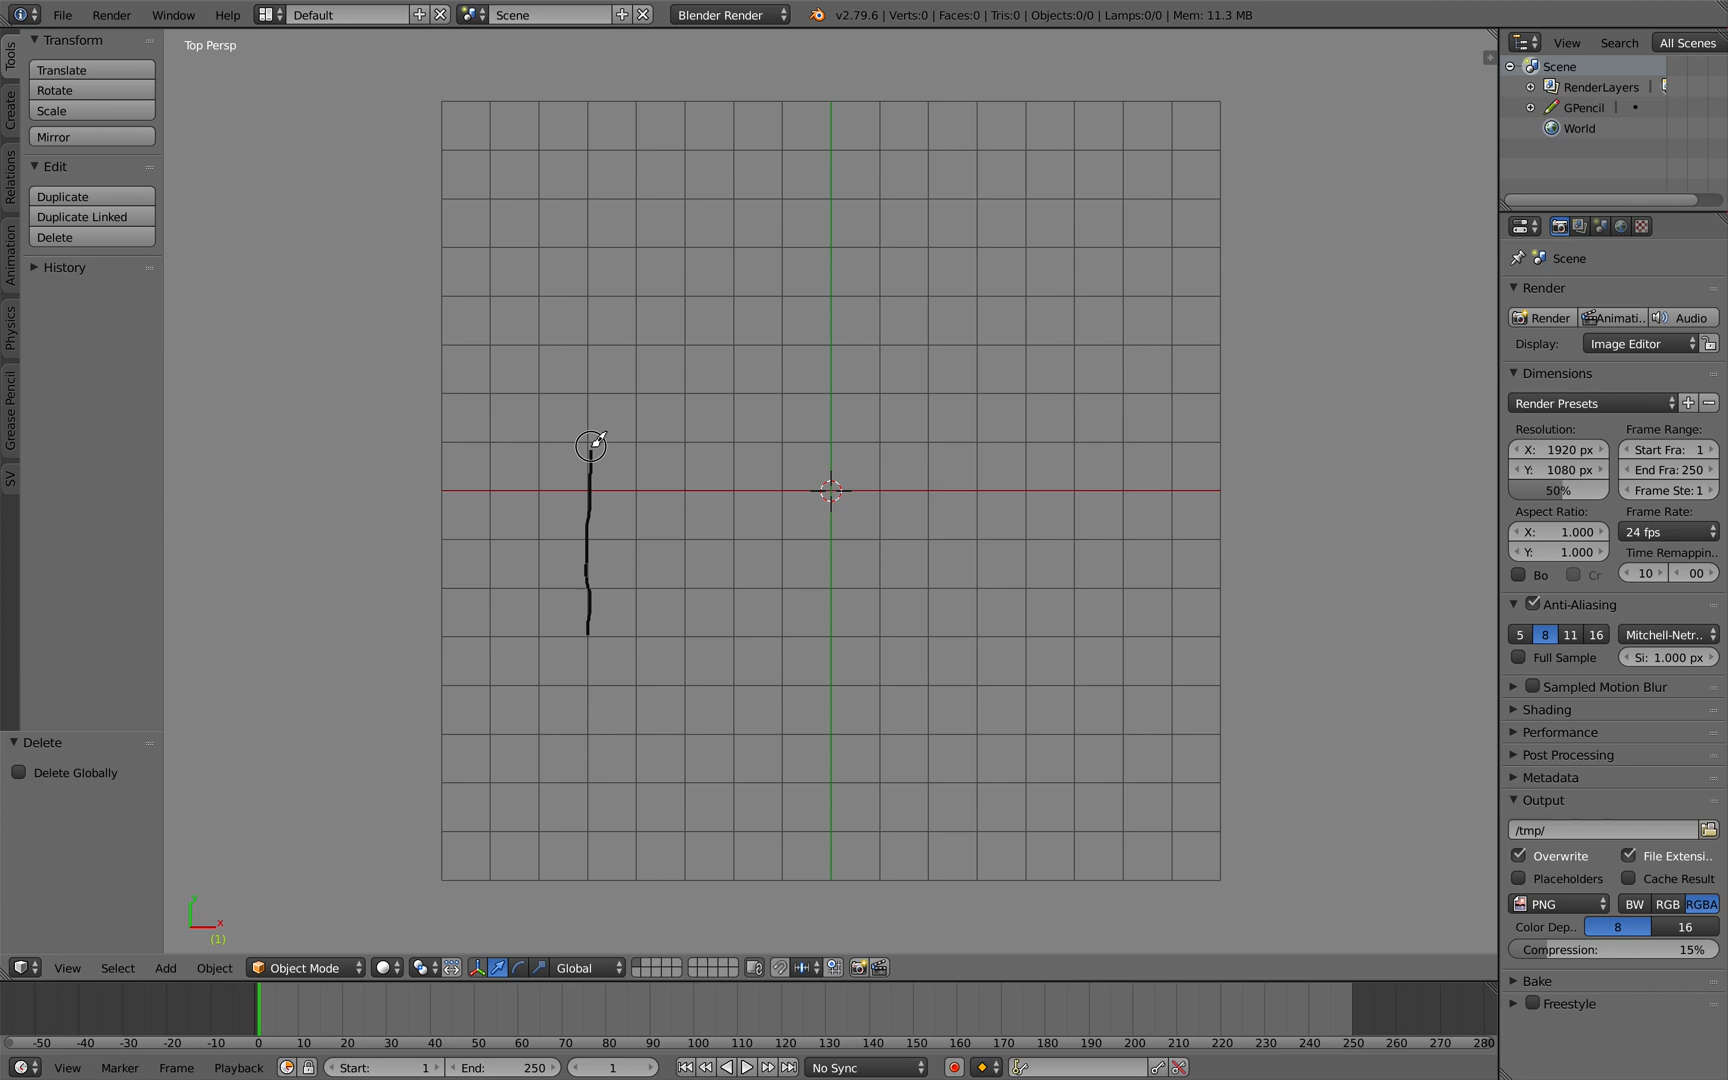 File Render Window Help Default Scene Blender Render v2.79.6 | Verts:0 | Faces:0 | Tris:0 | Objects:0/0 | Lamps:0/0 | Mem: 11.3 MB
Tools
Create
Relations
Animation
Physics
Grease Pencil
SV
Transform
Translate
Rotate
Scale
Mirror
Edit
Duplicate
Duplicate Linked
Delete
History
Delete
Delete Globally
Top Persp
y
x
(1)
View Select Add Object Object Mode Global
-50 -40 -30 -20 -10 0 10 20 30 40 50 60 70 80 90 100 110 120 130 140 150 160 170 180 190 200 210 220 230 240 250 260 270 280
View Marker Frame Playback Start: 1 End: 250 1 No Sync
View Search All Scenes
Scene
RenderLayers |
GPencil |
World
Scene
Render
Render Animati.. Audio
Display: Image Editor
Dimensions
Render Presets
Resolution: Frame Range:
X: 1920 px Start Fra: 1
Y: 1080 px End Fra: 250
50% Frame Ste: 1
Aspect Ratio: Frame Rate:
X: 1.000 24 fps
Y: 1.000 Time Remappin..
Bo Cr 10 00
Anti-Aliasing
5 8 11 16 Mitchell-Netr..
Full Sample Si: 1.000 px
Sampled Motion Blur
Shading
Performance
Post Processing
Metadata
Output
/tmp/
Overwrite File Extensi..
Placeholders Cache Result
PNG BW RGB RGBA
Color Dep.. 8 16
Compression: 15%
Bake
Freestyle